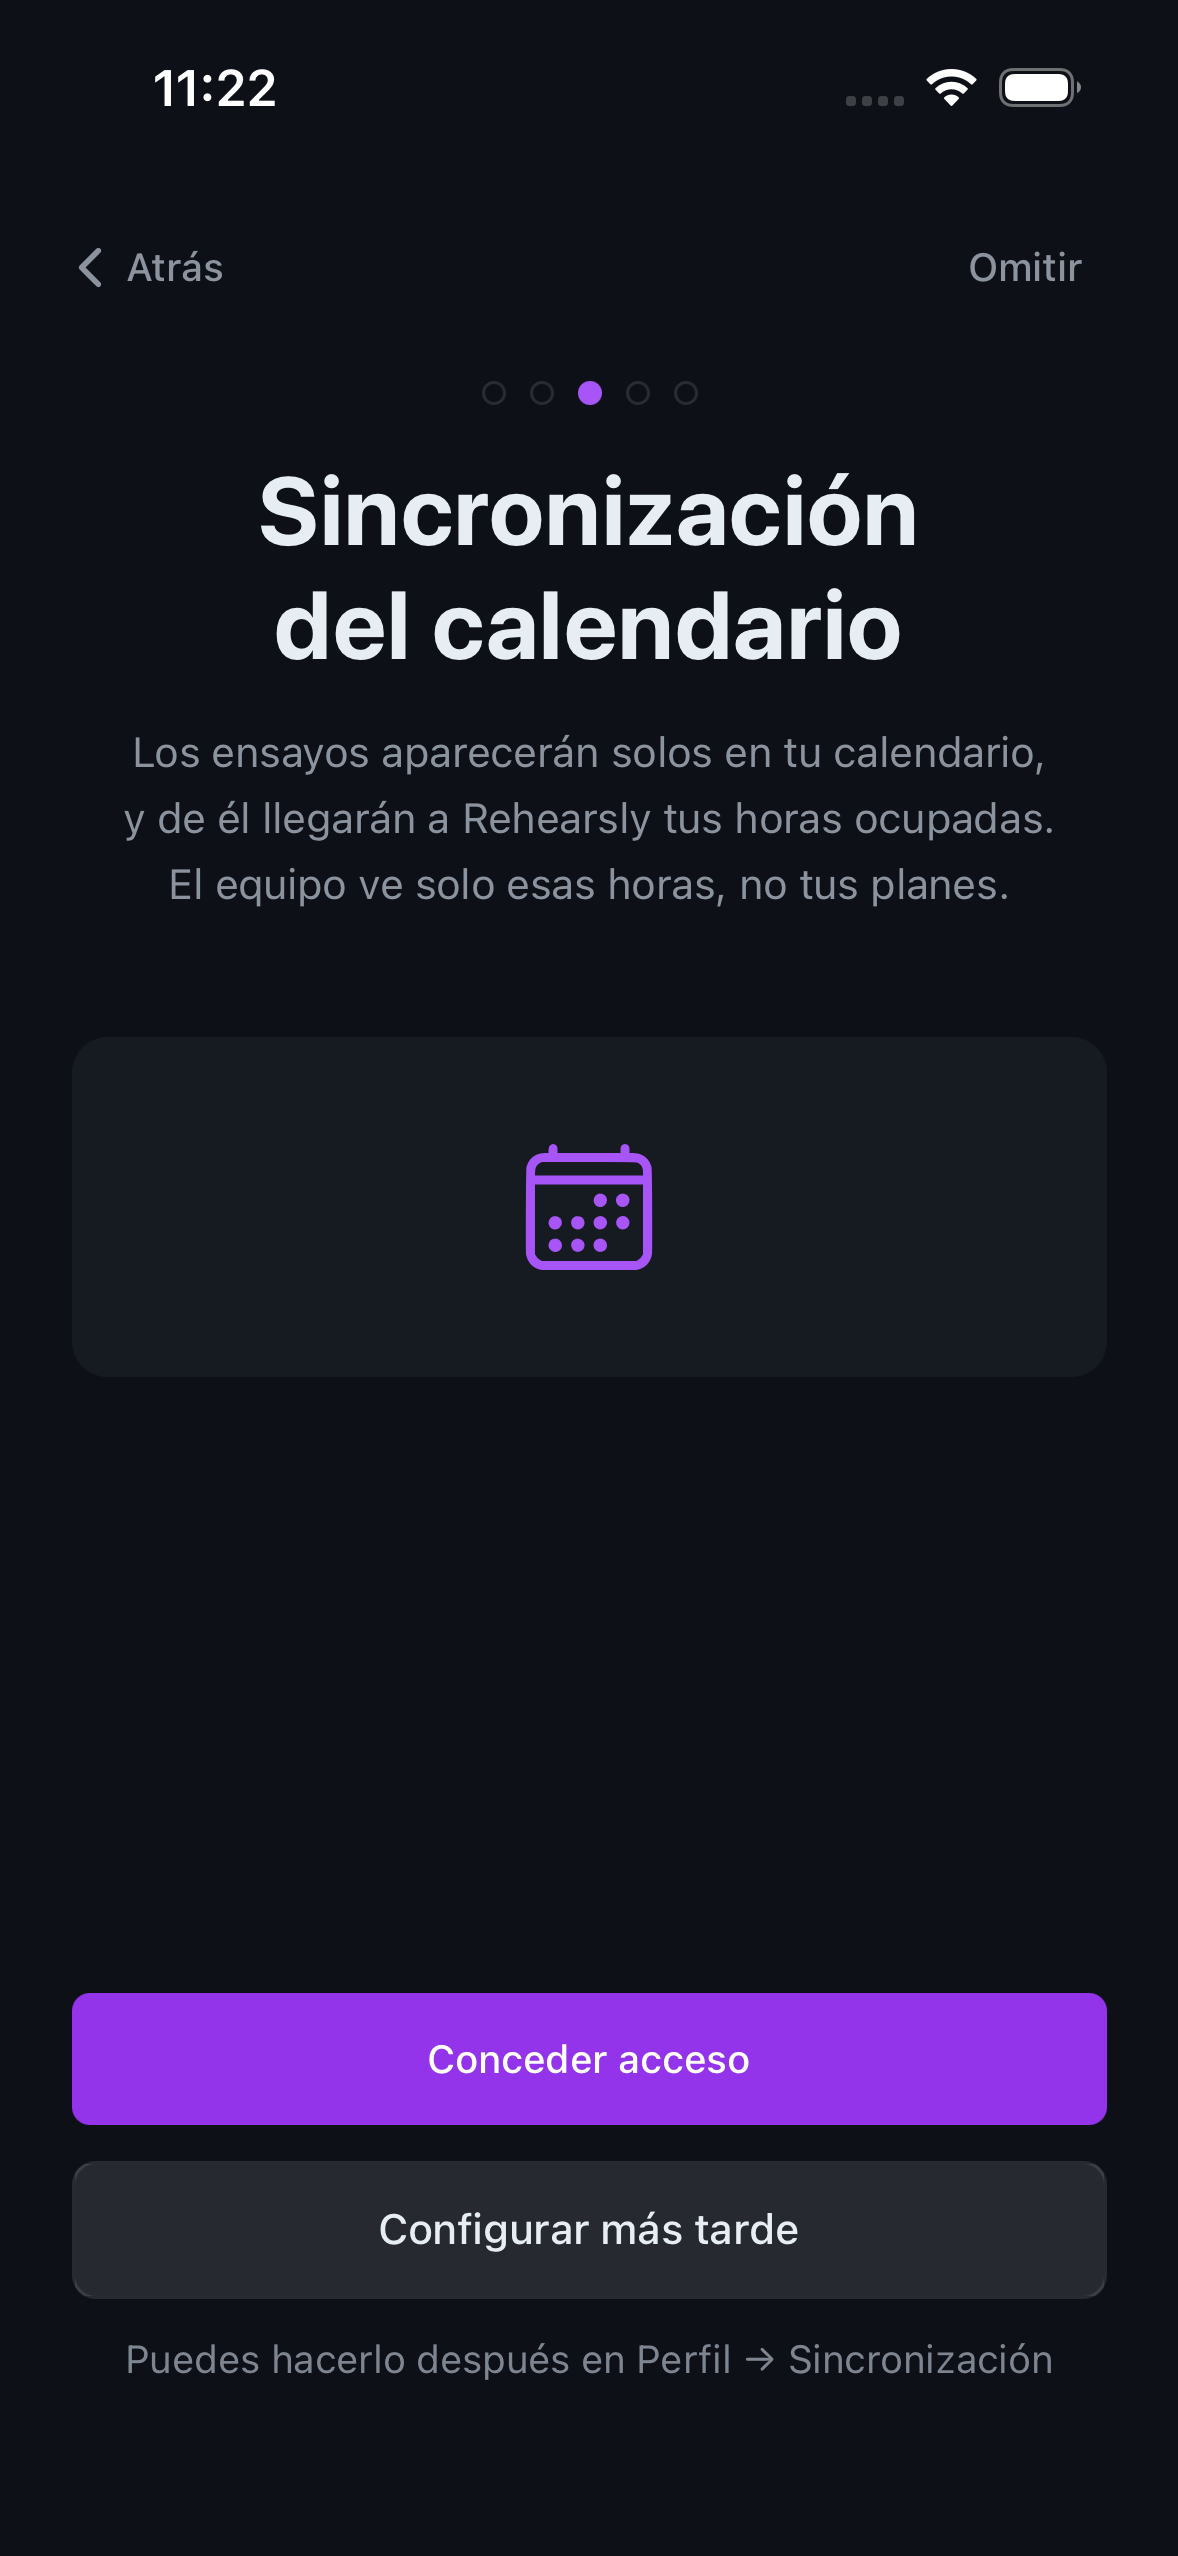 11:22
Atrás
Omitir
Sincronización
del calendario
Los ensayos aparecerán solos en tu calendario,
y de él llegarán a Rehearsly tus horas ocupadas.
El equipo ve solo esas horas, no tus planes.
Conceder acceso
Configurar más tarde
Puedes hacerlo después en Perfil → Sincronización